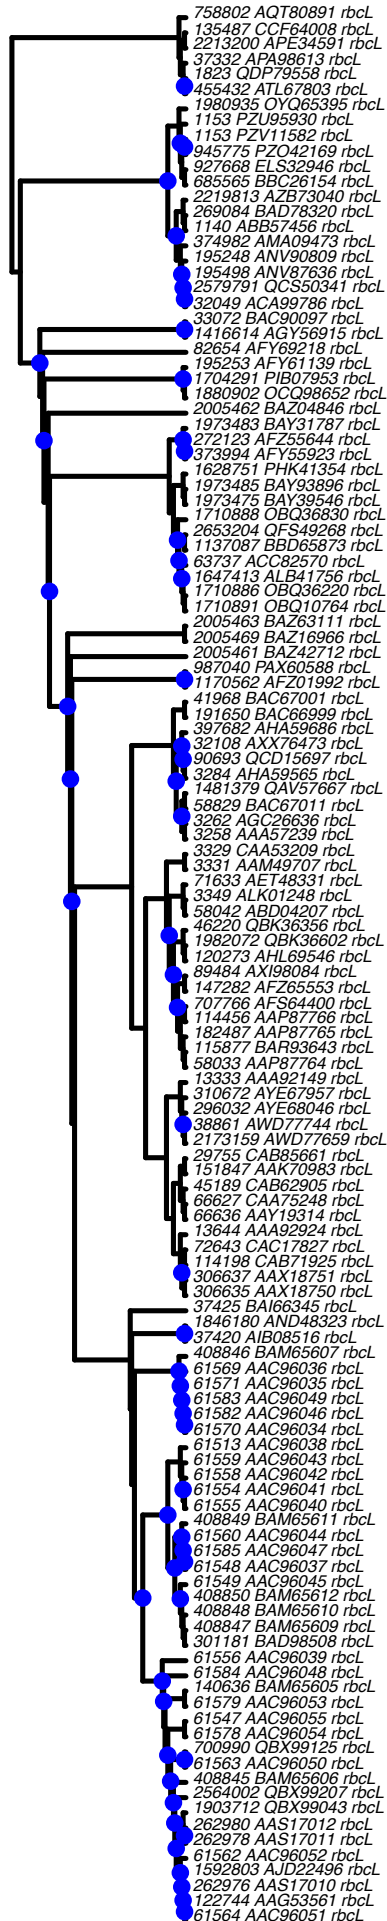 758802 AQT80891 rbcL
135487 CCF64008 rbcL
2213200 APE34591 rbcL
37332 APA98613 rbcL
1823 QDP79558 rbcL
455432 ATL67803 rbcL
1980935 OYQ65395 rbcL
1153 PZU95930 rbcL
1153 PZV11582 rbcL
945775 PZO42169 rbcL
927668 ELS32946 rbcL
685565 BBC26154 rbcL
2219813 AZB73040 rbcL
269084 BAD78320 rbcL
1140 ABB57456 rbcL
374982 AMA09473 rbcL
195248 ANV90809 rbcL
195498 ANV87636 rbcL
2579791 QCS50341 rbcL
32049 ACA99786 rbcL
33072 BAC90097 rbcL
1416614 AGY56915 rbcL
82654 AFY69218 rbcL
195253 AFY61139 rbcL
1704291 PIB07953 rbcL
1880902 OCQ98652 rbcL
2005462 BAZ04846 rbcL
1973483 BAY31787 rbcL
272123 AFZ55644 rbcL
373994 AFY55923 rbcL
1628751 PHK41354 rbcL
1973485 BAY93896 rbcL
1973475 BAY39546 rbcL
1710888 OBQ36830 rbcL
2653204 QFS49268 rbcL
1137087 BBD65873 rbcL
63737 ACC82570 rbcL
1647413 ALB41756 rbcL
1710886 OBQ36220 rbcL
1710891 OBQ10764 rbcL
2005463 BAZ63111 rbcL
2005469 BAZ16966 rbcL
2005461 BAZ42712 rbcL
987040 PAX60588 rbcL
1170562 AFZ01992 rbcL
41968 BAC67001 rbcL
191650 BAC66999 rbcL
397682 AHA59686 rbcL
32108 AXX76473 rbcL
90693 QCD15697 rbcL
3284 AHA59565 rbcL
1481379 QAV57667 rbcL
58829 BAC67011 rbcL
3262 AGC26636 rbcL
3258 AAA57239 rbcL
3329 CAA53209 rbcL
3331 AAM49707 rbcL
71633 AET48331 rbcL
3349 ALK01248 rbcL
58042 ABD04207 rbcL
46220 QBK36356 rbcL
1982072 QBK36602 rbcL
120273 AHL69546 rbcL
89484 AXI98084 rbcL
147282 AFZ65553 rbcL
707766 AFS64400 rbcL
114456 AAP87766 rbcL
182487 AAP87765 rbcL
115877 BAR93643 rbcL
58033 AAP87764 rbcL
13333 AAA92149 rbcL
310672 AYE67957 rbcL
296032 AYE68046 rbcL
38861 AWD77744 rbcL
2173159 AWD77659 rbcL
29755 CAB85661 rbcL
151847 AAK70983 rbcL
45189 CAB62905 rbcL
66627 CAA75248 rbcL
66636 AAY19314 rbcL
13644 AAA92924 rbcL
72643 CAC17827 rbcL
114198 CAB71925 rbcL
306637 AAX18751 rbcL
306635 AAX18750 rbcL
37425 BAI66345 rbcL
1846180 AND48323 rbcL
37420 AIB08516 rbcL
408846 BAM65607 rbcL
61569 AAC96036 rbcL
61571 AAC96035 rbcL
61583 AAC96049 rbcL
61582 AAC96046 rbcL
61570 AAC96034 rbcL
61513 AAC96038 rbcL
61559 AAC96043 rbcL
61558 AAC96042 rbcL
61554 AAC96041 rbcL
61555 AAC96040 rbcL
408849 BAM65611 rbcL
61560 AAC96044 rbcL
61585 AAC96047 rbcL
61548 AAC96037 rbcL
61549 AAC96045 rbcL
408850 BAM65612 rbcL
408848 BAM65610 rbcL
408847 BAM65609 rbcL
301181 BAD98508 rbcL
61556 AAC96039 rbcL
61584 AAC96048 rbcL
140636 BAM65605 rbcL
61579 AAC96053 rbcL
61547 AAC96055 rbcL
61578 AAC96054 rbcL
700990 QBX99125 rbcL
61563 AAC96050 rbcL
408845 BAM65606 rbcL
2564002 QBX99207 rbcL
1903712 QBX99043 rbcL
262980 AAS17012 rbcL
262978 AAS17011 rbcL
61562 AAC96052 rbcL
1592803 AJD22496 rbcL
262976 AAS17010 rbcL
122744 AAG53561 rbcL
61564 AAC96051 rbcL